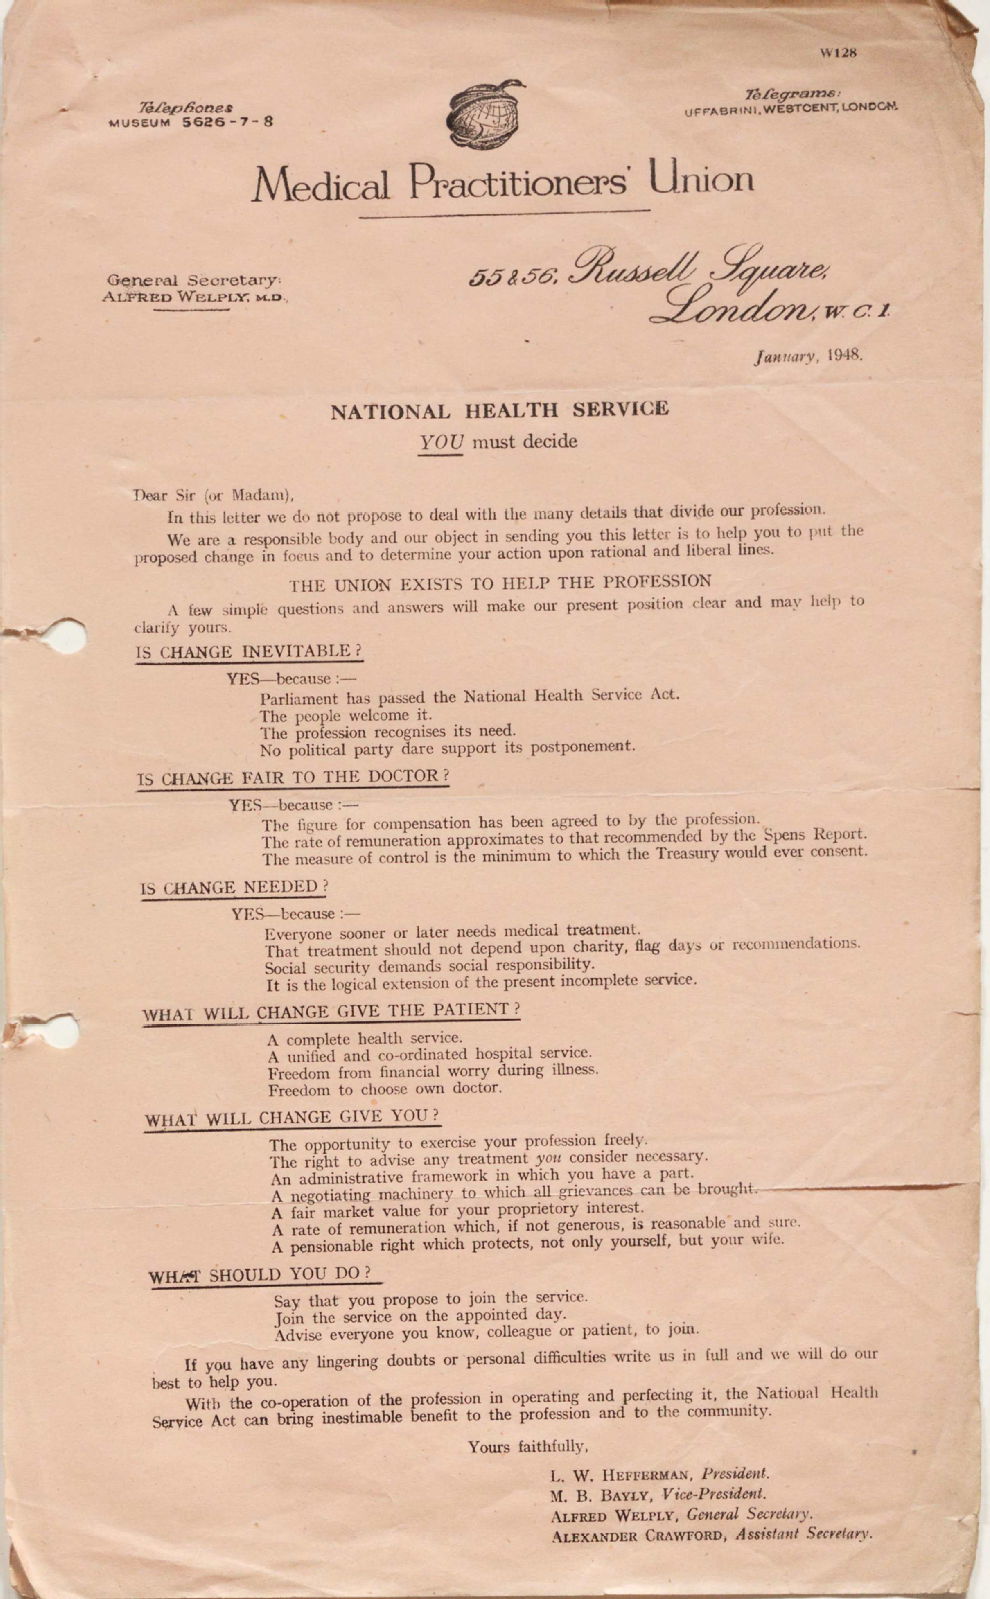 W128
Telephones
MUSEUM 5626-7-8
Telegrams:
UFFABRINI, WESTCENT, LONDON.
Medical Practitioners' Union
General Secretary:
ALFRED WELPLY, M.D.,
55 & 56, Russell Square,
London, W.C.1.
January, 1948.
NATIONAL HEALTH SERVICE
YOU must decide
Dear Sir (or Madam),
In this letter we do not propose to deal with the many details that divide our profession.
We are a responsible body and our object in sending you this letter is to help you to put the
proposed change in focus and to determine your action upon rational and liberal lines.
THE UNION EXISTS TO HELP THE PROFESSION
A few simple questions and answers will make our present position clear and may help to
clarify yours.
IS CHANGE INEVITABLE?
YES—because :—
Parliament has passed the National Health Service Act.
The people welcome it.
The profession recognises its need.
No political party dare support its postponement.
IS CHANGE FAIR TO THE DOCTOR?
YES—because :—
The figure for compensation has been agreed to by the profession.
The rate of remuneration approximates to that recommended by the Spens Report.
The measure of control is the minimum to which the Treasury would ever consent.
IS CHANGE NEEDED?
YES—because :—
Everyone sooner or later needs medical treatment.
That treatment should not depend upon charity, flag days or recommendations.
Social security demands social responsibility.
It is the logical extension of the present incomplete service.
WHAT WILL CHANGE GIVE THE PATIENT?
A complete health service.
A unified and co-ordinated hospital service.
Freedom from financial worry during illness.
Freedom to choose own doctor.
WHAT WILL CHANGE GIVE YOU?
The opportunity to exercise your profession freely.
The right to advise any treatment you consider necessary.
An administrative framework in which you have a part.
A negotiating machinery to which all grievances can be brought.
A fair market value for your proprietory interest.
A rate of remuneration which, if not generous, is reasonable and sure.
A pensionable right which protects, not only yourself, but your wife.
WHAT SHOULD YOU DO?
Say that you propose to join the service.
Join the service on the appointed day.
Advise everyone you know, colleague or patient, to join.
If you have any lingering doubts or personal difficulties write us in full and we will do our
best to help you.
With the co-operation of the profession in operating and perfecting it, the National Health
Service Act can bring inestimable benefit to the profession and to the community.
Yours faithfully,
L. W. HEFFERMAN, President.
M. B. BAYLY, Vice-President.
ALFRED WELPLY, General Secretary.
ALEXANDER CRAWFORD, Assistant Secretary.